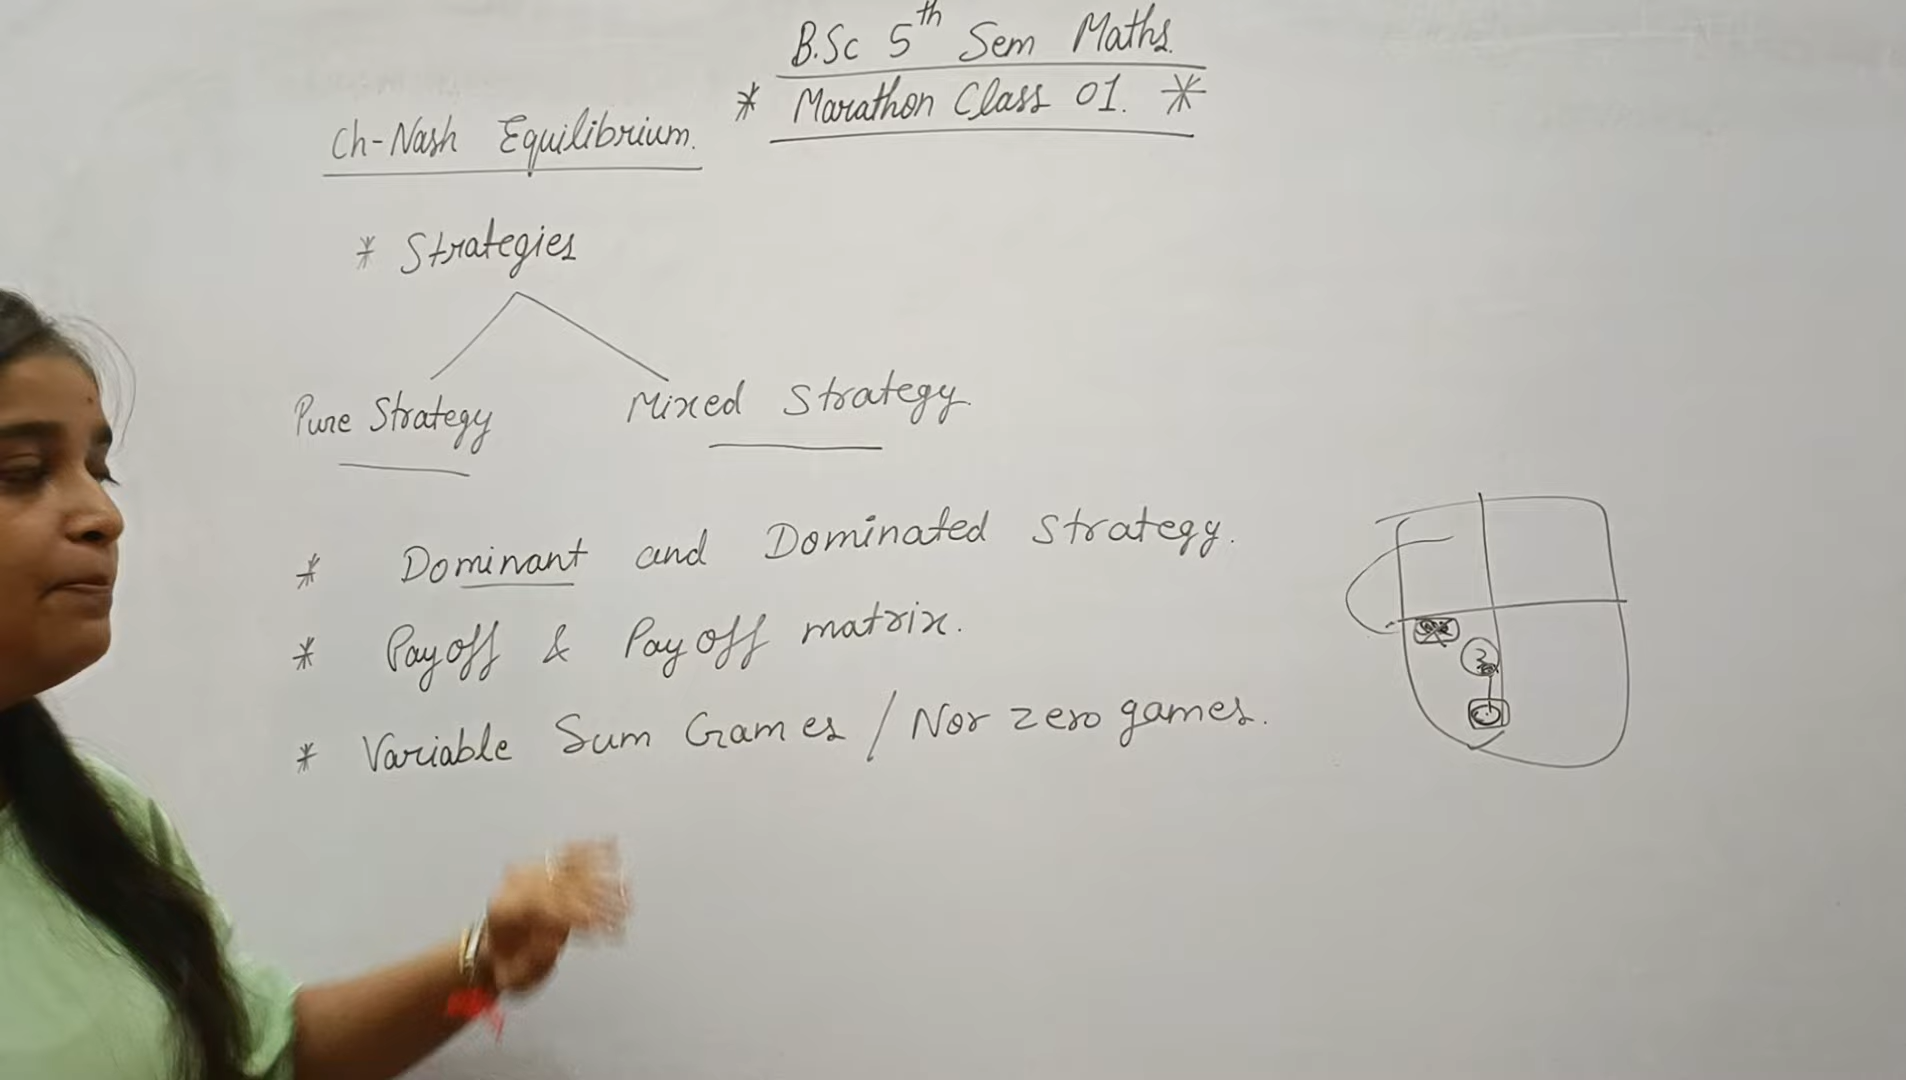 B.Sc 5th Sem Maths.
* Marathon Class 01. *
Ch-Nash Equilibrium.
* Strategies
Pure Strategy Mixed Strategy.
* Dominant and Dominated Strategy.
* Payoff & Payoff matrix.
* Variable Sum Games / Nor zero games.
3